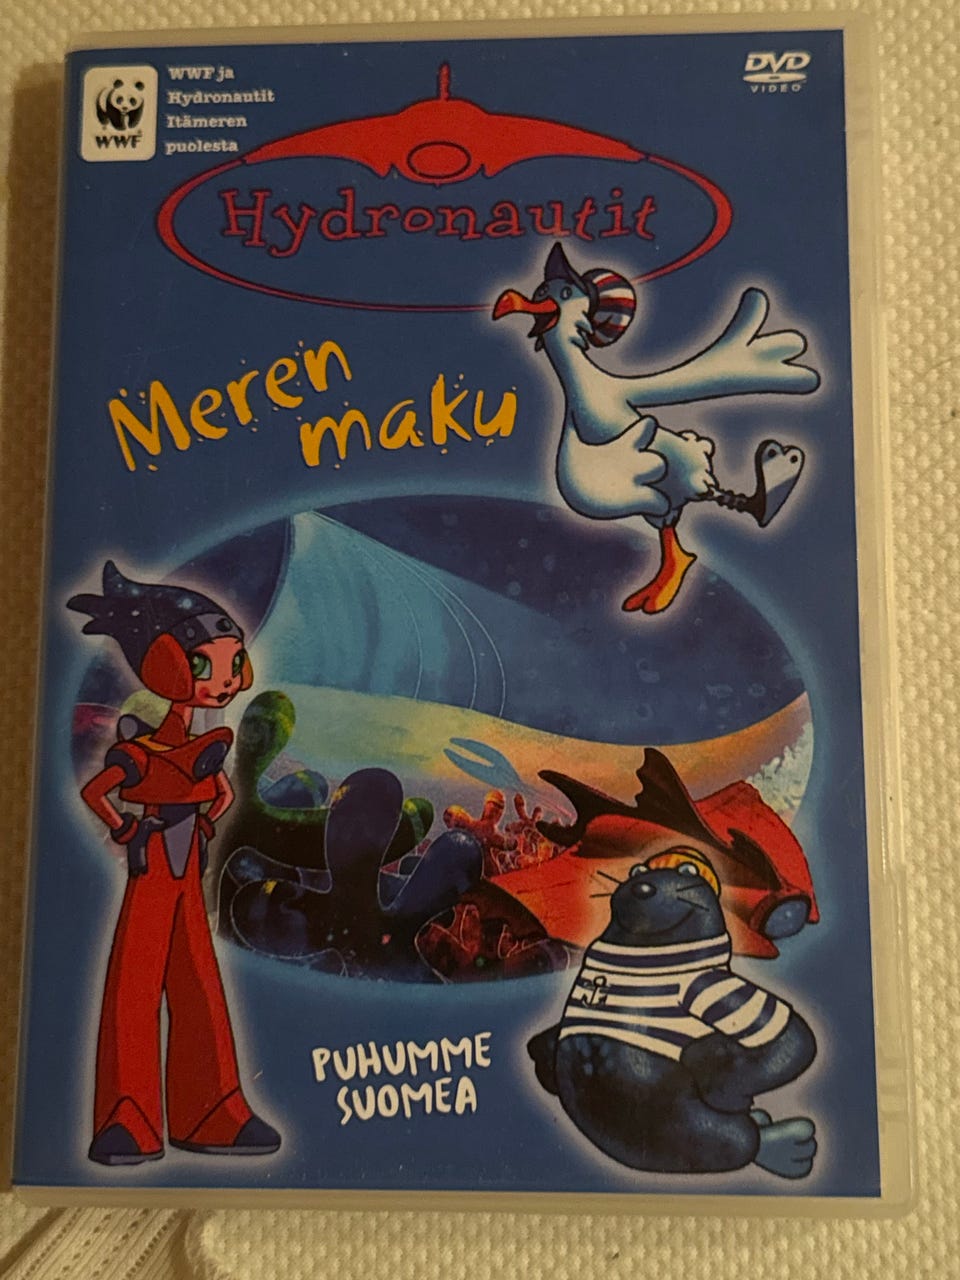 WWF ja
Hydronautit
Itämeren
puolesta
WWF
DVD
VIDEO
Hydronautit
Meren
maku
PUHUMME
SUOMEA